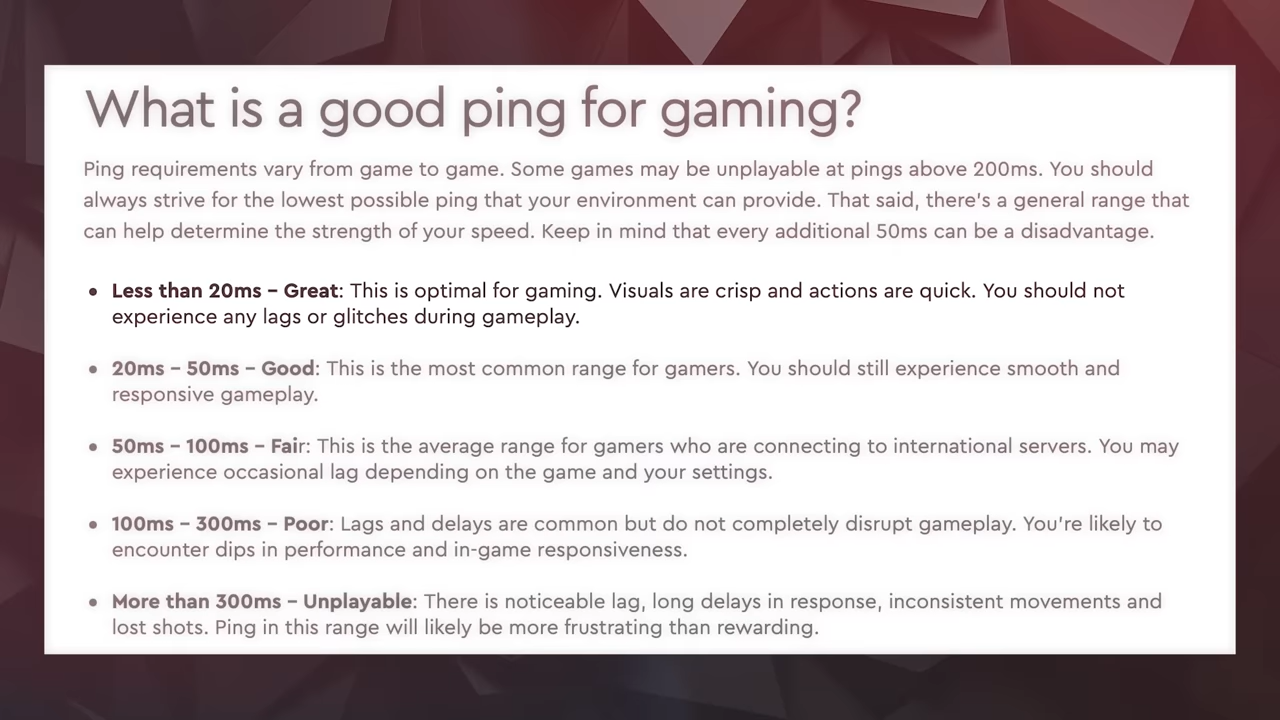 What is a good ping for gaming?
Ping requirements vary from game to game. Some games may be unplayable at pings above 200ms. You should
always strive for the lowest possible ping that your environment can provide. That said, there's a general range that
can help determine the strength of your speed. Keep in mind that every additional 50ms can be a disadvantage.
• Less than 20ms – Great: This is optimal for gaming. Visuals are crisp and actions are quick. You should not
experience any lags or glitches during gameplay.
• 20ms – 50ms – Good: This is the most common range for gamers. You should still experience smooth and
responsive gameplay.
• 50ms – 100ms – Fair: This is the average range for gamers who are connecting to international servers. You may
experience occasional lag depending on the game and your settings.
• 100ms – 300ms – Poor: Lags and delays are common but do not completely disrupt gameplay. You're likely to
encounter dips in performance and in-game responsiveness.
• More than 300ms – Unplayable: There is noticeable lag, long delays in response, inconsistent movements and
lost shots. Ping in this range will likely be more frustrating than rewarding.